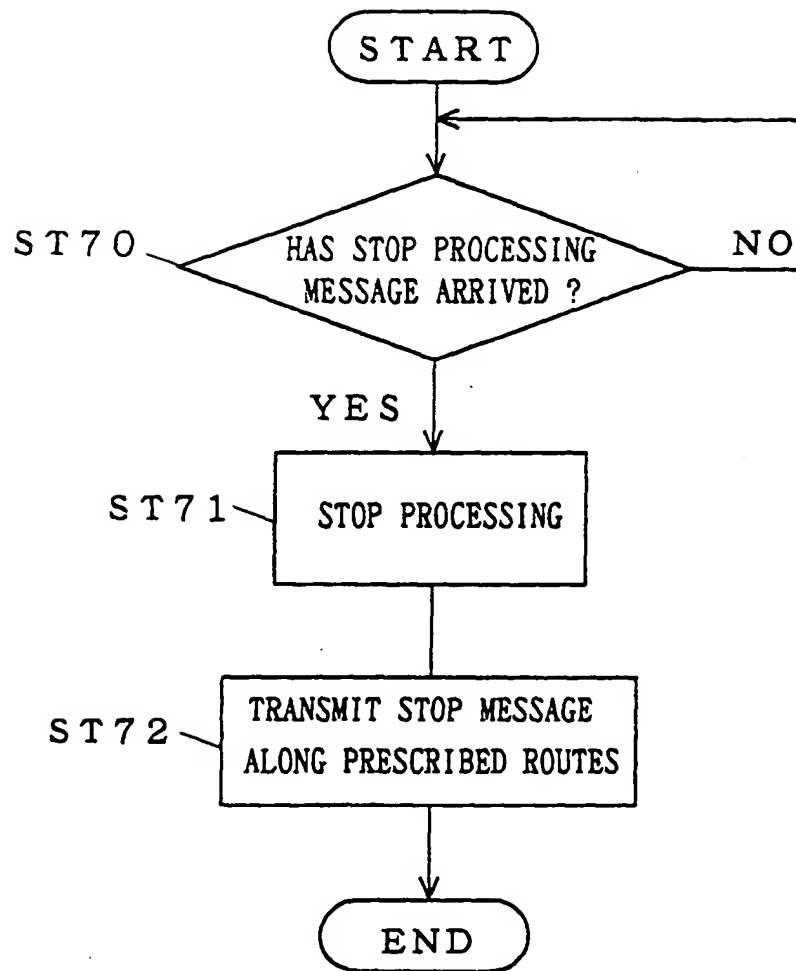 START
ST70
HAS STOP PROCESSING
MESSAGE ARRIVED ?
NO
YES
ST71
STOP PROCESSING
ST72
TRANSMIT STOP MESSAGE
ALONG PRESCRIBED ROUTES
END